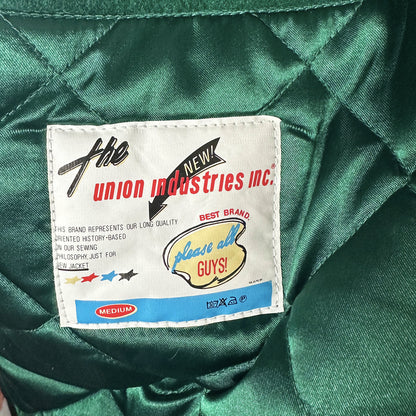 the
NEW!
union industries inc.
THIS BRAND REPRESENTS OUR LONG QUALITY
ORIENTED HISTORY-BASED
ON OUR SEWING
PHILOSOPHY, JUST FOR
NEW JACKET.
BEST BRAND.
please all
GUYS!
MEDIUM